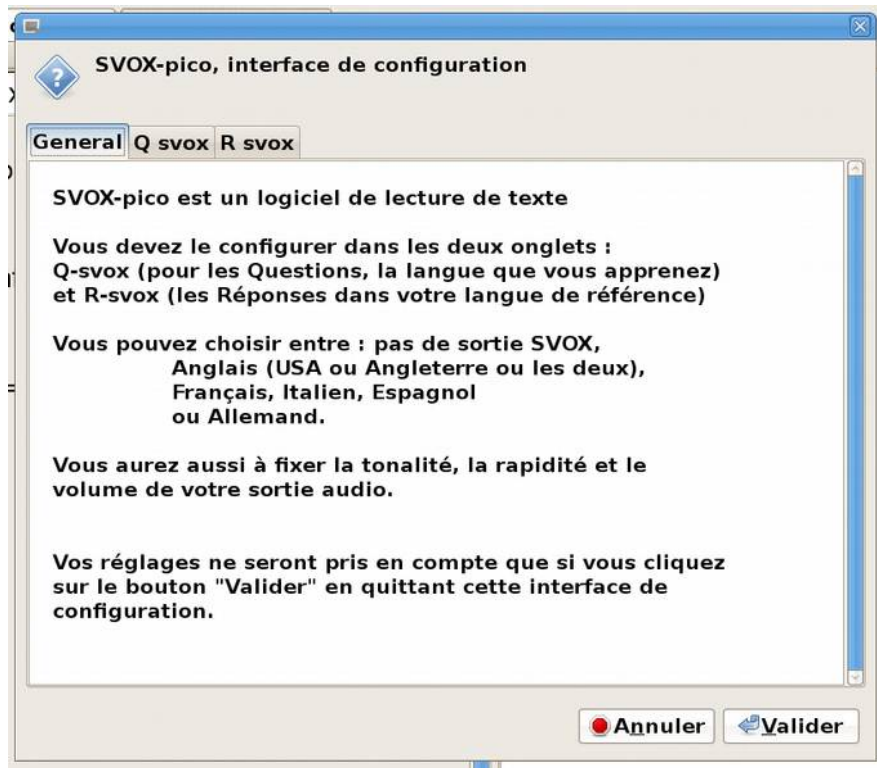 SVOX-pico, interface de configuration
General Q svox R svox
SVOX-pico est un logiciel de lecture de texte
Vous devez le configurer dans les deux onglets :
Q-svox (pour les Questions, la langue que vous apprenez)
et R-svox (les Réponses dans votre langue de référence)
Vous pouvez choisir entre : pas de sortie SVOX,
Anglais (USA ou Angleterre ou les deux),
Français, Italien, Espagnol
ou Allemand.
Vous aurez aussi à fixer la tonalité, la rapidité et le
volume de votre sortie audio.
Vos réglages ne seront pris en compte que si vous cliquez
sur le bouton "Valider" en quittant cette interface de
configuration.
Annuler Valider